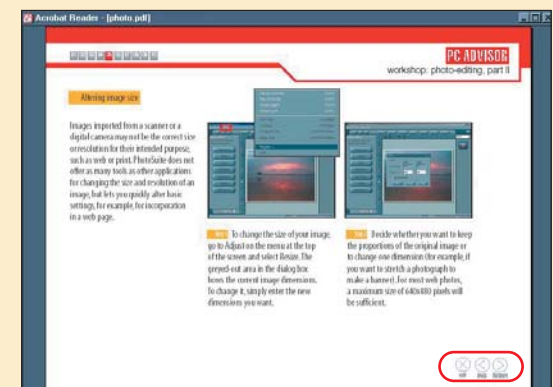 Acrobat Reader - [photo.pdf]
PC ADVISOR
workshop: photo-editing, part II
Altering image size
Images imported from a scanner or a
digital camera may not be the correct size
or resolution for their intended purpose,
such as web or print. PhotoSuite does not
offer as many tools as other applications
for changing the size and resolution of an
image, but lets you quickly alter basic
settings, for example, for incorporation
in a web page.
To change the size of your image,
go to Adjust on the menu at the top
of the screen and select Resize. The
greyed-out area in the dialog box
hows the current image dimensions.
To change it, simply enter the new
dimensions you want.
Decide whether you want to keep
the proportions of the original image or
to change one dimension (for example, if
you want to stretch a photograph to
make a banner). For most web photos,
a maximum size of 640x480 pixels will
be sufficient.